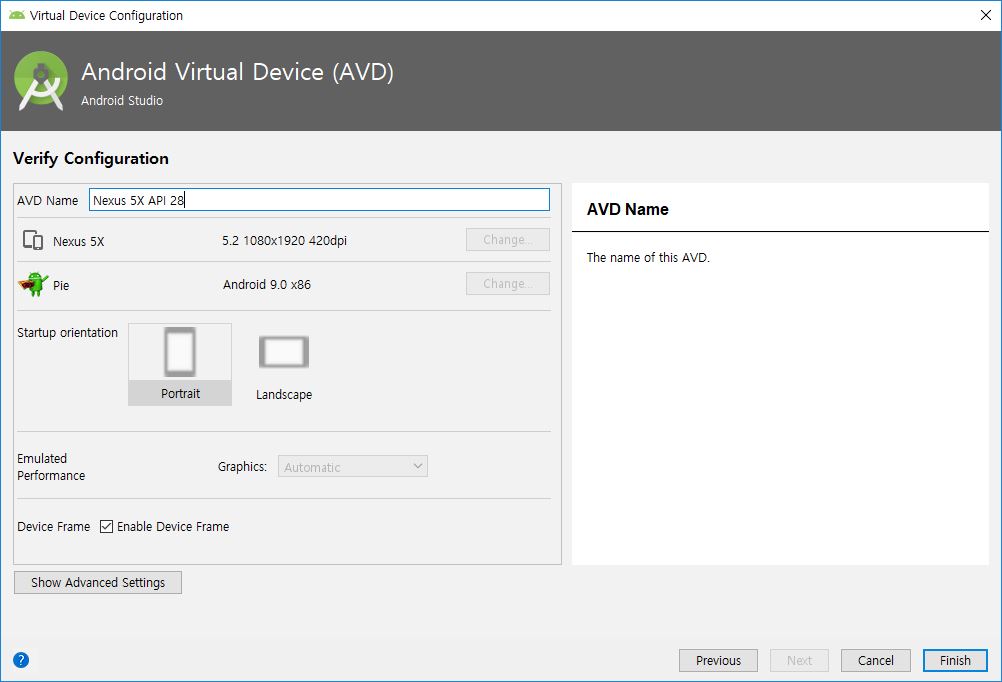 Virtual Device Configuration
Android Virtual Device (AVD)
Android Studio
Verify Configuration
AVD Name Nexus 5X API 28
Nexus 5X 5.2 1080x1920 420dpi Change...
Pie Android 9.0 x86 Change...
Startup orientation
Portrait Landscape
Emulated
Performance
Graphics: Automatic
Device Frame Enable Device Frame
Show Advanced Settings
AVD Name
The name of this AVD.
?
Previous Next Cancel Finish